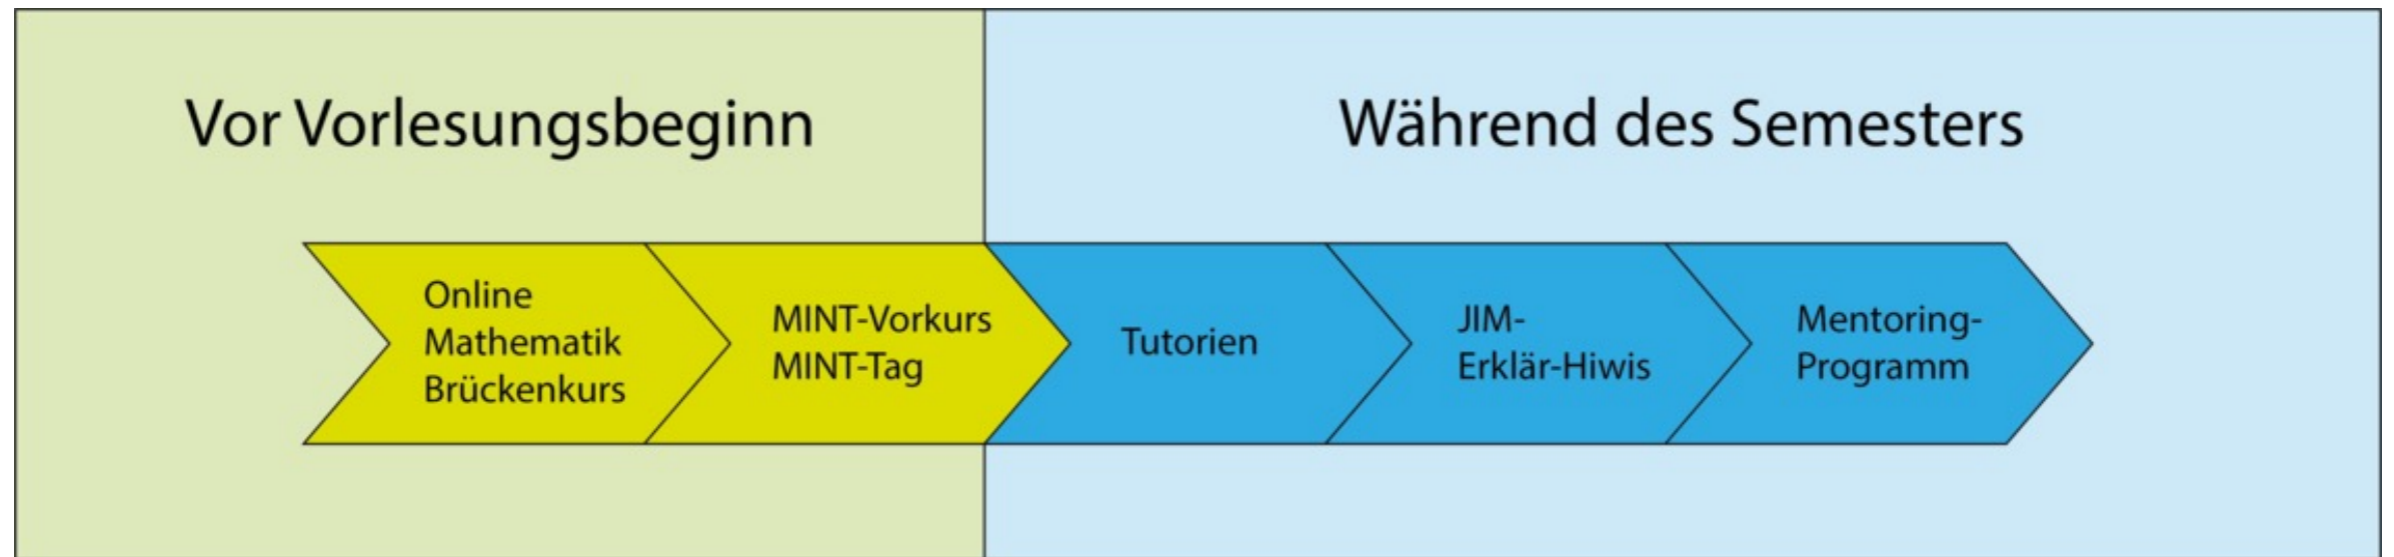 Vor Vorlesungsbeginn
Während des Semesters
Online
Mathematik
Brückenkurs
MINT-Vorkurs
MINT-Tag
Tutorien
JIM-
Erklär-Hiwis
Mentoring-
Programm